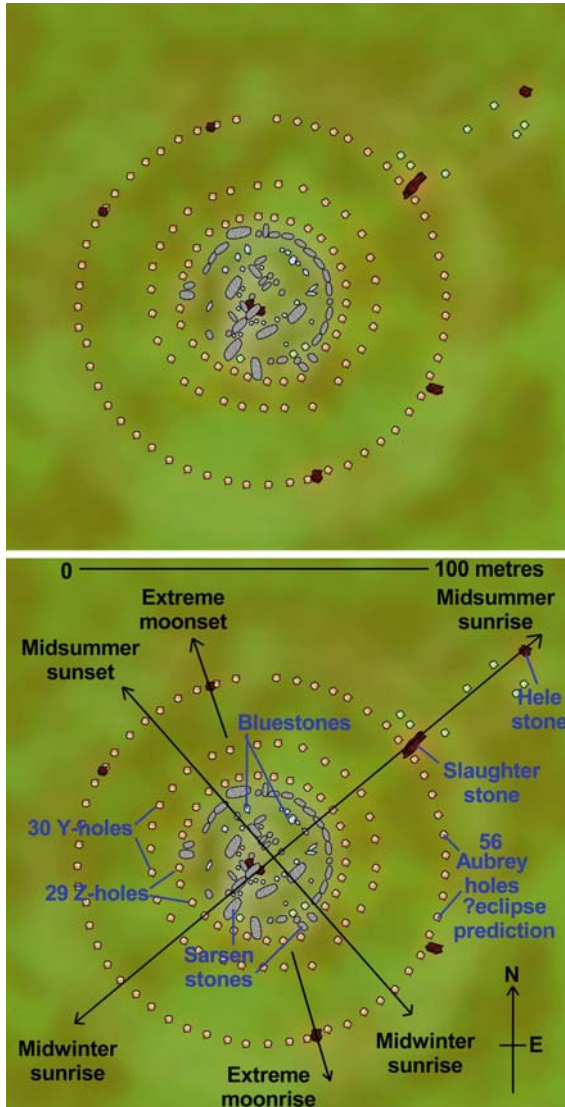 0
100 metres
Extreme
moonset
Midsummer
sunrise
Midsummer
sunset
Hele
stone
Bluestones
Slaughter
stone
30 Y-holes
56
Aubrey
holes
?eclipse
prediction
29 Z-holes
Sarsen
stones
N
E
Midwinter
sunrise
Midwinter
sunrise
Extreme
moonrise